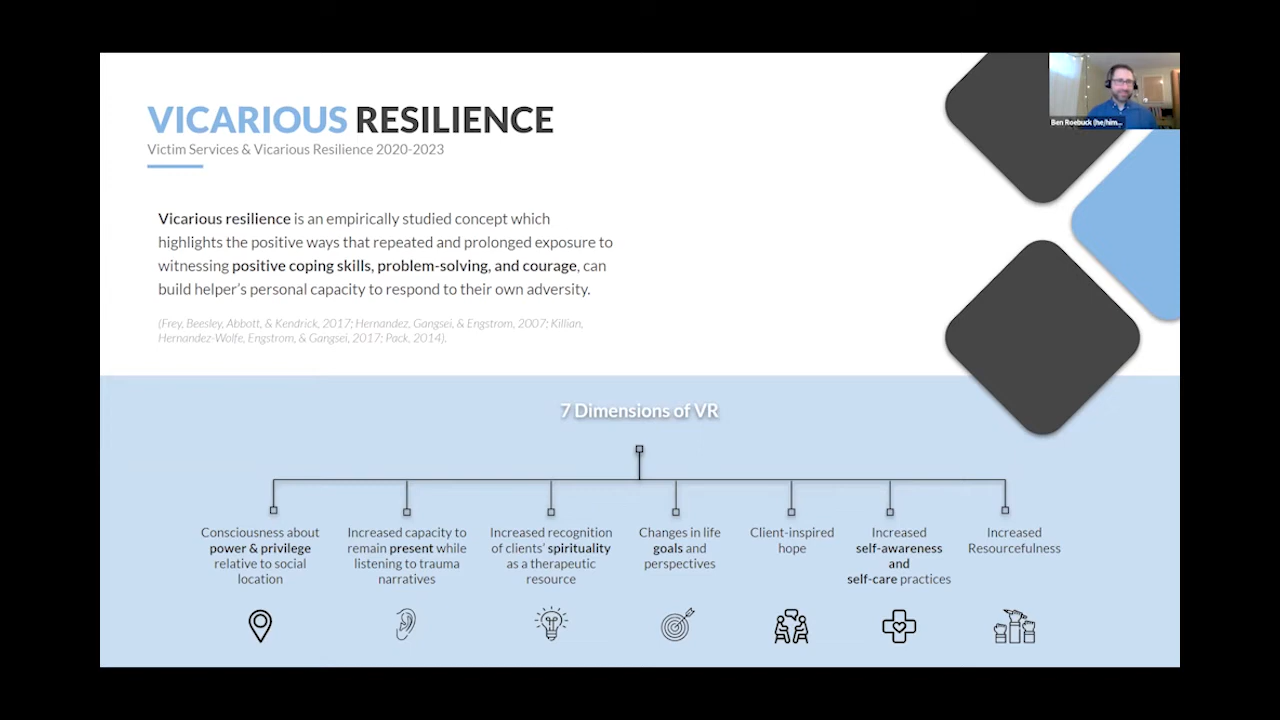 VICARIOUS RESILIENCE
Victim Services & Vicarious Resilience 2020-2023
Ben Roebuck (he/him...
Vicarious resilience is an empirically studied concept which
highlights the positive ways that repeated and prolonged exposure to
witnessing positive coping skills, problem-solving, and courage, can
build helper's personal capacity to respond to their own adversity.
(Frey, Beesley, Abbott, & Kendrick, 2017; Hernandez, Gangsei, & Engstrom, 2007; Killian,
Hernandez-Wolfe, Engstrom, & Gangsei, 2017; Pack, 2014).
7 Dimensions of VR
Consciousness about
power & privilege
relative to social
location
Increased capacity to
remain present while
listening to trauma
narratives
Increased recognition
of clients' spirituality
as a therapeutic
resource
Changes in life
goals and
perspectives
Client-inspired
hope
Increased
self-awareness
and
self-care practices
Increased
Resourcefulness